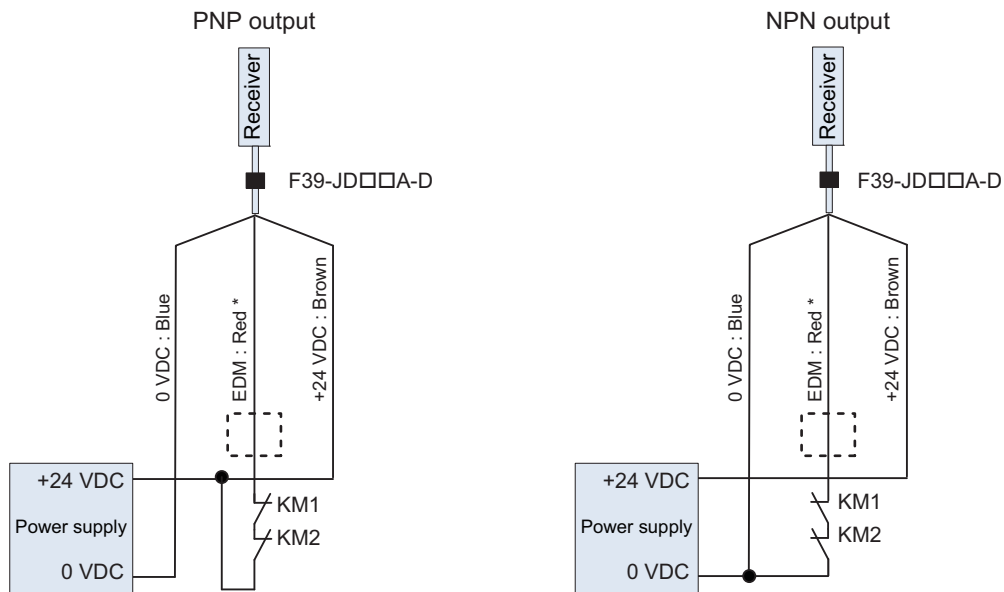 PNP output
Receiver
F39-JD□□A-D
0 VDC : Blue
EDM : Red *
+24 VDC : Brown
+24 VDC
Power supply
0 VDC
KM1
KM2
NPN output
Receiver
F39-JD□□A-D
0 VDC : Blue
EDM : Red *
+24 VDC : Brown
+24 VDC
Power supply
0 VDC
KM1
KM2